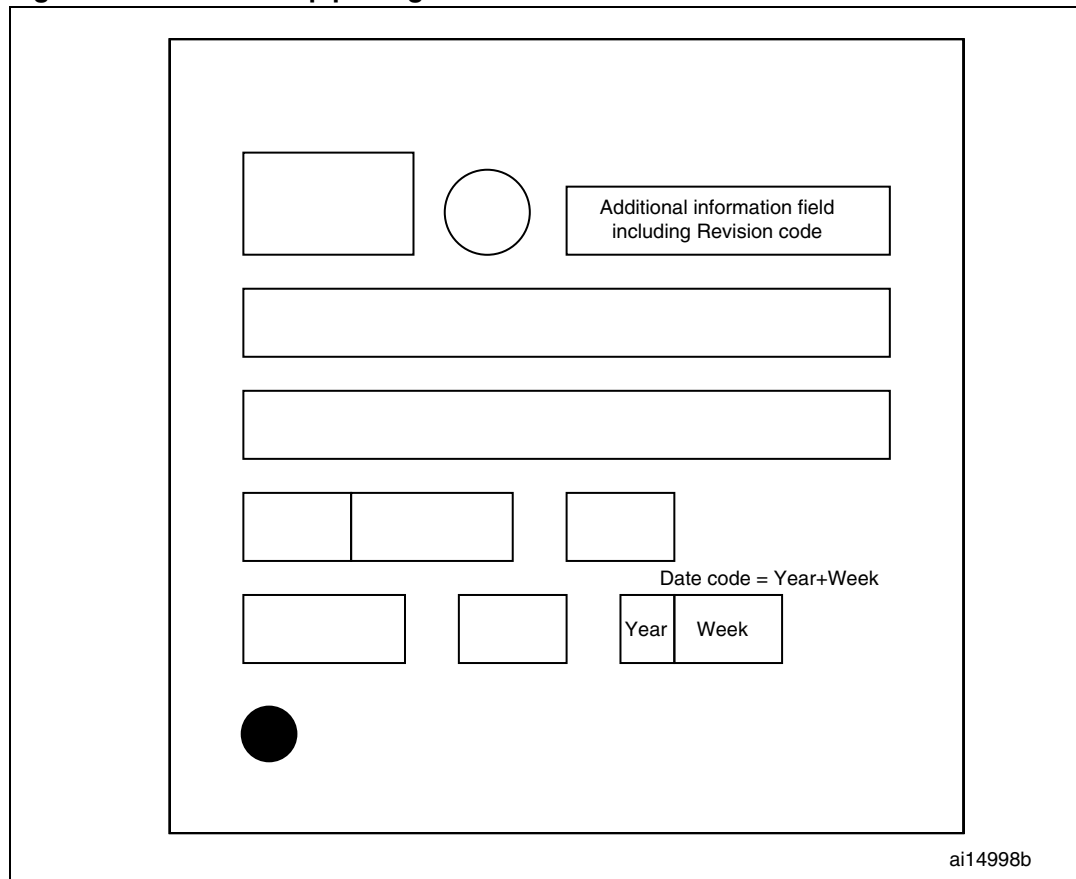 Additional information field
including Revision code
Date code = Year+Week
Year Week
ai14998b